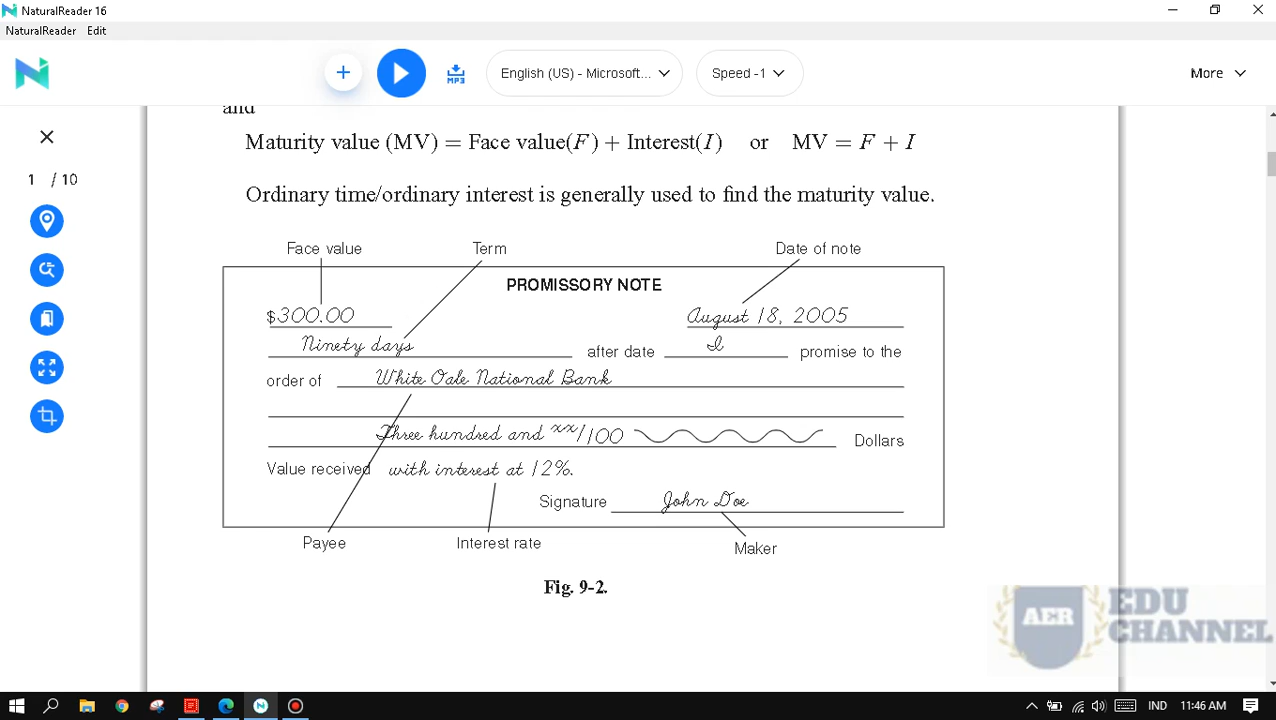 NaturalReader 16
NaturalReader Edit
MP3 English (US) - Microsoft... Speed -1 More
and
Maturity value (MV) = Face value(F) + Interest(I) or MV = F + I
1 / 10
Ordinary time/ordinary interest is generally used to find the maturity value.
Face value Term Date of note
PROMISSORY NOTE
$300.00 August 18, 2005
Ninety days after date I promise to the
order of White Oale National Bank
Three hundred and xx/100 Dollars
Value received with interest at 12%.
Signature John Doe
Payee Interest rate Maker
Fig. 9-2.
AER EDU CHANNEL
IND 11:46 AM